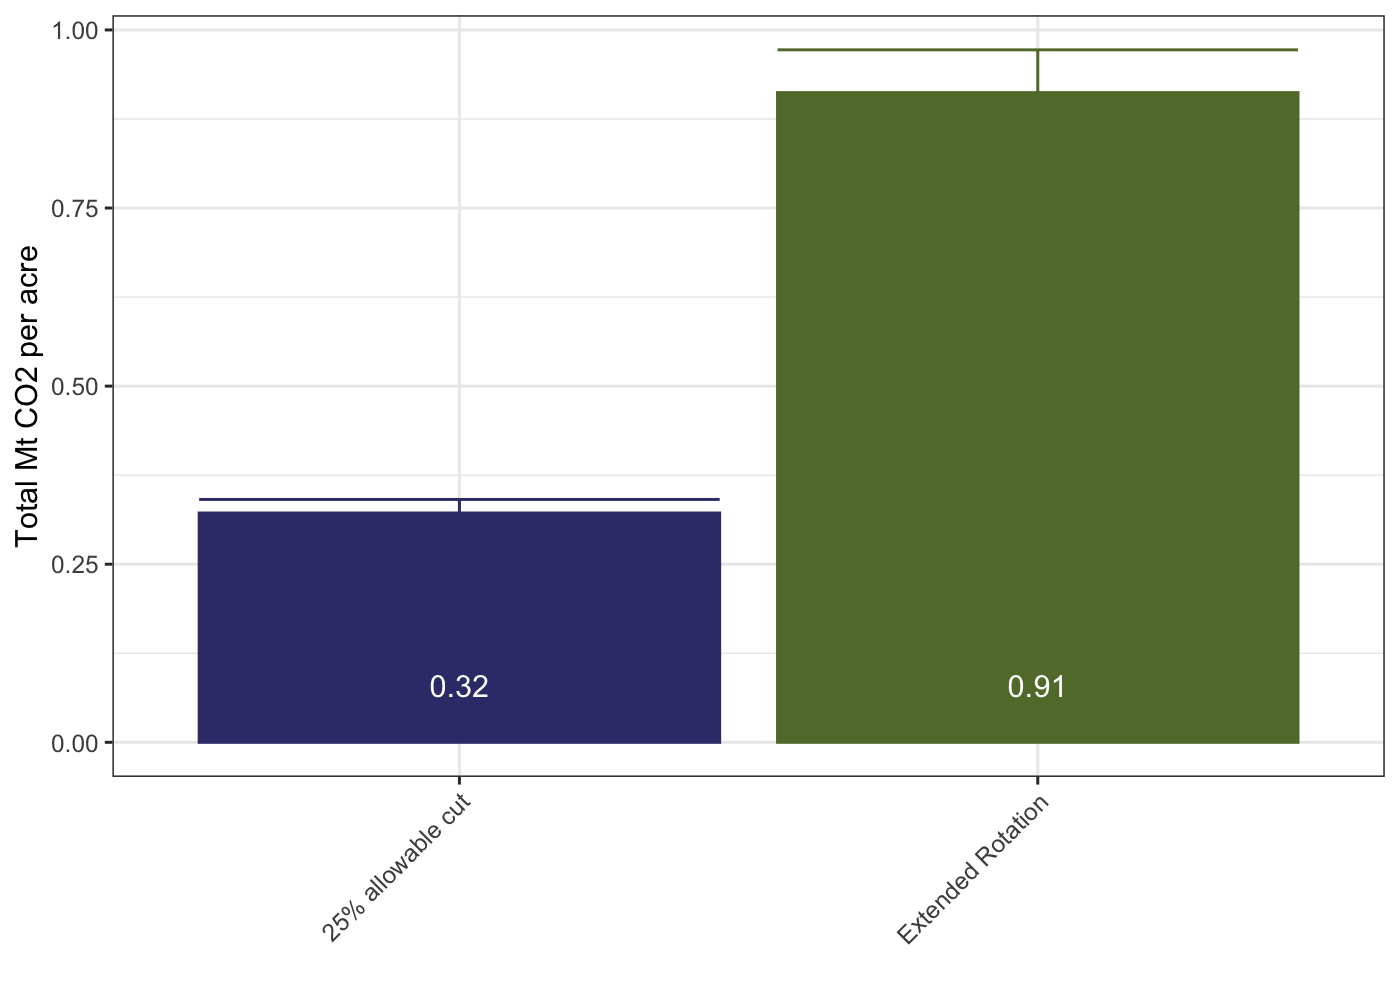 Total Mt CO2 per acre
1.00
0.75
0.50
0.25
0.00
0.32
0.91
25% allowable cut
Extended Rotation